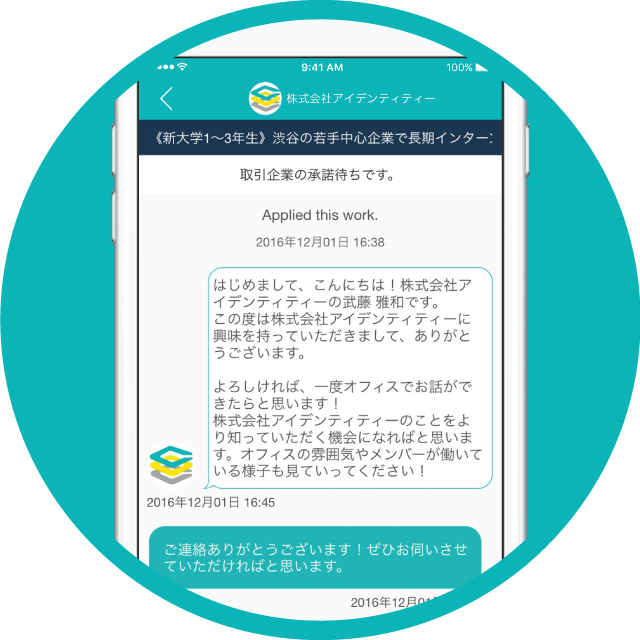 9:41 AM
100%
株式会社アイデンティティー
《新大学1〜3年生》渋谷の若手中心企業で長期インター
取引企業の承諾待ちです。
Applied this work.
2016年12月01日 16:38
はじめまして、こんにちは！株式会社ア
イデンティティーの武藤 雅和です。
この度は株式会社アイデンティティーに
興味を持っていただきまして、ありがと
うございます。
よろしければ、一度オフィスでお話がで
きたらと思います！
株式会社アイデンティティーのことをよ
り知っていただく機会になればと思いま
す。オフィスの雰囲気やメンバーが働いて
いる様子も見ていってください！
2016年12月01日 16:45
ご連絡ありがとうございます！ぜひお伺いさせ
ていただければと思います。
2016年12月01